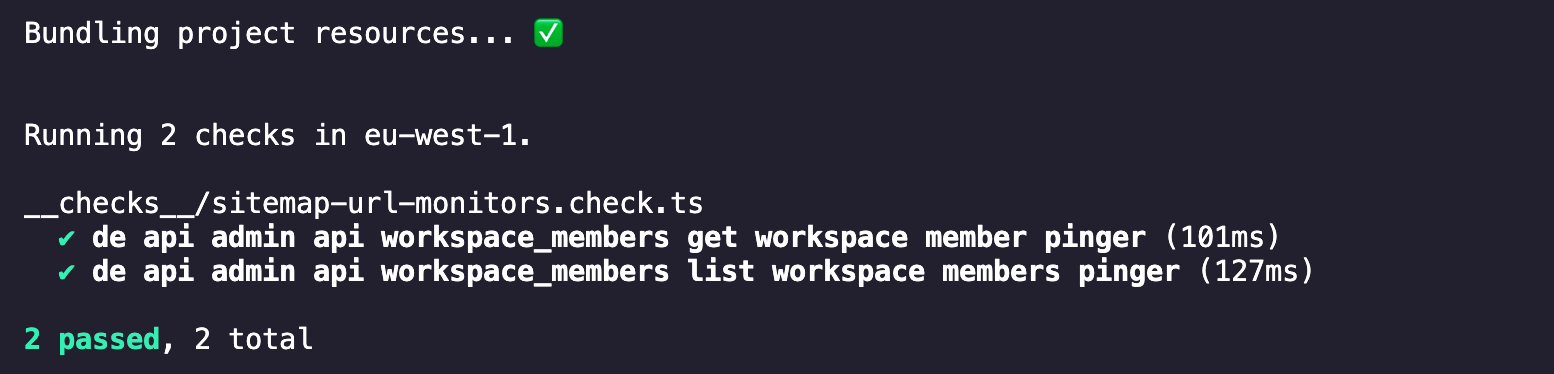 Bundling project resources... ✅
Running 2 checks in eu-west-1.
__checks__/sitemap-url-monitors.check.ts
✔ de api admin api workspace_members get workspace member pinger (101ms)
✔ de api admin api workspace_members list workspace members pinger (127ms)
2 passed, 2 total